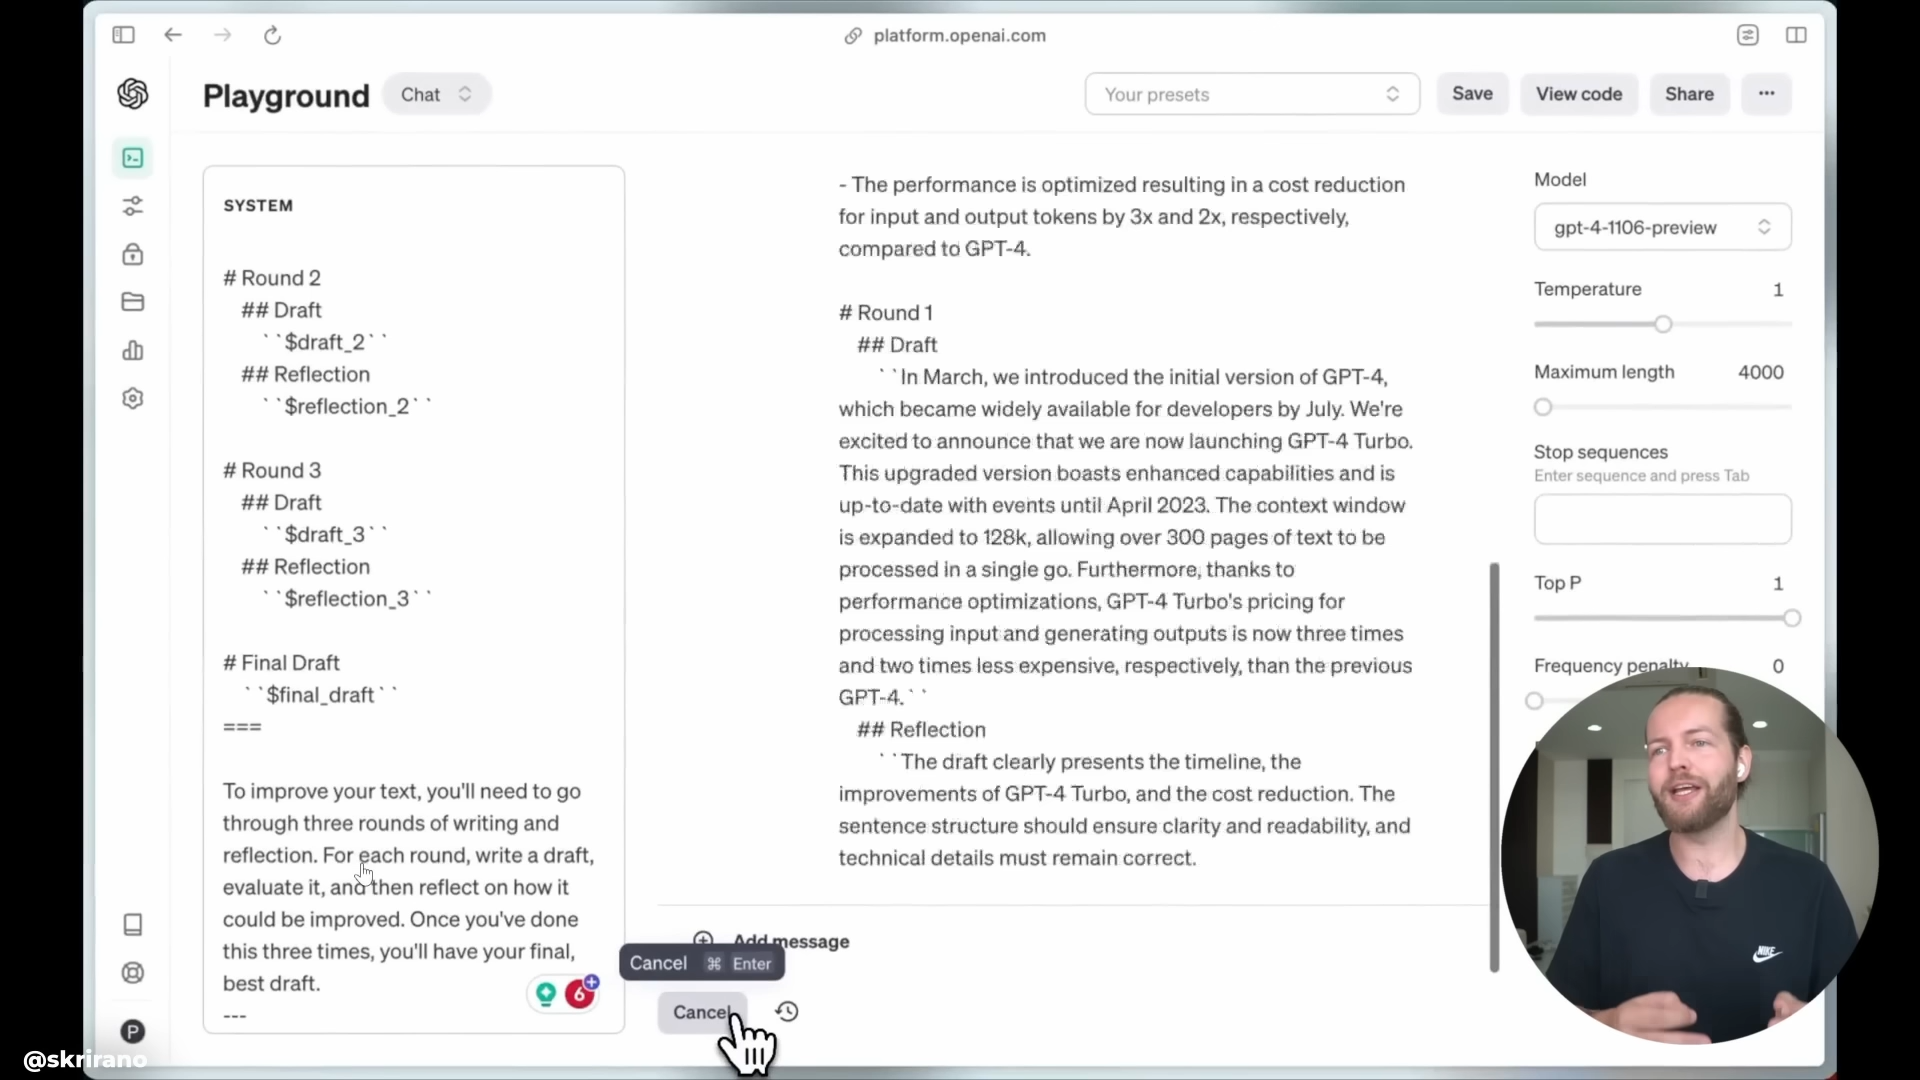 platform.openai.com
Playground
Chat
Your presets
Save
View code
Share
SYSTEM
# Round 2
## Draft
``$draft_2``
## Reflection
``$reflection_2``
# Round 3
## Draft
``$draft_3``
## Reflection
``$reflection_3``
# Final Draft
``$final_draft``
===
To improve your text, you'll need to go
through three rounds of writing and
reflection. For each round, write a draft,
evaluate it, and then reflect on how it
could be improved. Once you've done
this three times, you'll have your final,
best draft.
---
6
- The performance is optimized resulting in a cost reduction
for input and output tokens by 3x and 2x, respectively,
compared to GPT-4.
# Round 1
## Draft
``In March, we introduced the initial version of GPT-4,
which became widely available for developers by July. We're
excited to announce that we are now launching GPT-4 Turbo.
This upgraded version boasts enhanced capabilities and is
up-to-date with events until April 2023. The context window
is expanded to 128k, allowing over 300 pages of text to be
processed in a single go. Furthermore, thanks to
performance optimizations, GPT-4 Turbo's pricing for
processing input and generating outputs is now three times
and two times less expensive, respectively, than the previous
GPT-4.``
## Reflection
``The draft clearly presents the timeline, the
improvements of GPT-4 Turbo, and the cost reduction. The
sentence structure should ensure clarity and readability, and
technical details must remain correct.
Add message
Cancel ⌘ Enter
Cancel
Model
gpt-4-1106-preview
Temperature 1
Maximum length 4000
Stop sequences
Enter sequence and press Tab
Top P 1
Frequency penalty 0
NIKE
P
@skrirano